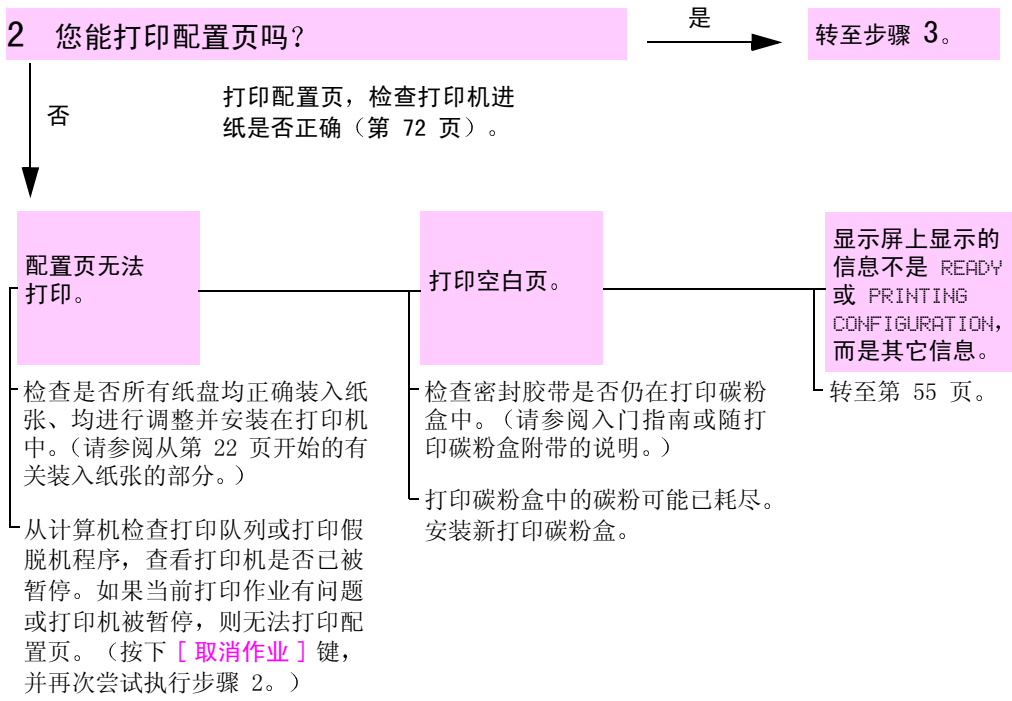 2 您能打印配置页吗？
是
转至步骤 3。
否
打印配置页，检查打印机进
纸是否正确（第 72 页）。
配置页无法
打印。
检查是否所有纸盘均正确装入纸
张、均进行调整并安装在打印机
中。（请参阅从第 22 页开始的有
关装入纸张的部分。）
从计算机检查打印队列或打印假
脱机程序，查看打印机是否已被
暂停。如果当前打印作业有问题
或打印机被暂停，则无法打印配
置页。（按下 [ 取消作业 ] 键，
并再次尝试执行步骤 2。）
打印空白页。
检查密封胶带是否仍在打印碳粉
盒中。（请参阅入门指南或随打
印碳粉盒附带的说明。）
打印碳粉盒中的碳粉可能已耗尽。
安装新打印碳粉盒。
显示屏上显示的
信息不是 READY
或 PRINTING
CONFIGURATION，
而是其它信息。
转至第 55 页。